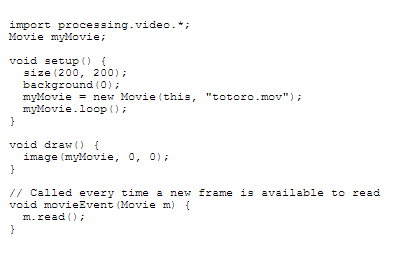 import processing.video.*;
Movie myMovie;

void setup() {
  size(200, 200);
  background(0);
  myMovie = new Movie(this, "totoro.mov");
  myMovie.loop();
}

void draw() {
  image(myMovie, 0, 0);
}

// Called every time a new frame is available to read
void movieEvent(Movie m) {
  m.read();
}